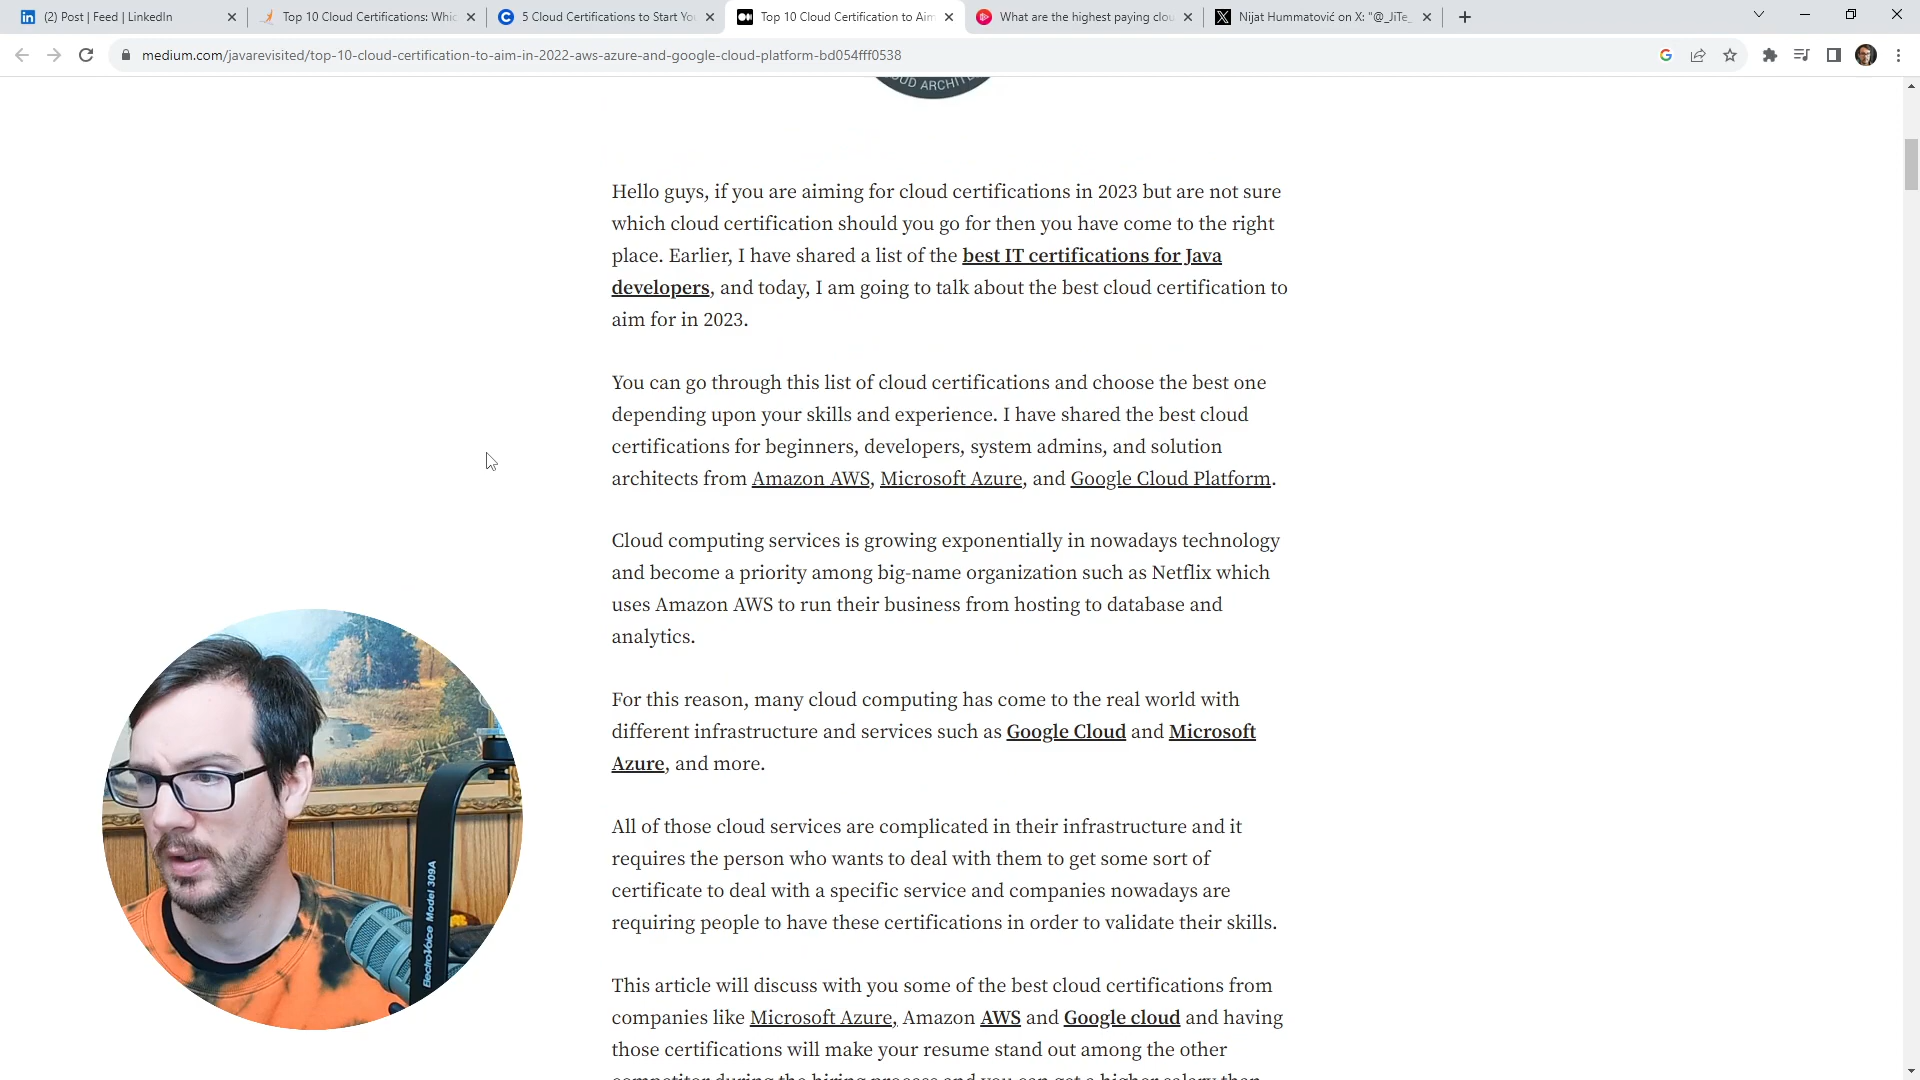 (2) Post | Feed | LinkedIn
Top 10 Cloud Certifications: Whic
5 Cloud Certifications to Start Yo
Top 10 Cloud Certification to Aim
What are the highest paying clou
Nijat Hummatović on X: "@_JiTe_
medium.com/javarevisited/top-10-cloud-certification-to-aim-in-2022-aws-azure-and-google-cloud-platform-bd054fff0538
OUD ARCHITE
Hello guys, if you are aiming for cloud certifications in 2023 but are not sure
which cloud certification should you go for then you have come to the right
place. Earlier, I have shared a list of the best IT certifications for Java
developers, and today, I am going to talk about the best cloud certification to
aim for in 2023.
You can go through this list of cloud certifications and choose the best one
depending upon your skills and experience. I have shared the best cloud
certifications for beginners, developers, system admins, and solution
architects from Amazon AWS, Microsoft Azure, and Google Cloud Platform.
Cloud computing services is growing exponentially in nowadays technology
and become a priority among big-name organization such as Netflix which
uses Amazon AWS to run their business from hosting to database and
analytics.
For this reason, many cloud computing has come to the real world with
different infrastructure and services such as Google Cloud and Microsoft
Azure, and more.
All of those cloud services are complicated in their infrastructure and it
requires the person who wants to deal with them to get some sort of
certificate to deal with a specific service and companies nowadays are
requiring people to have these certifications in order to validate their skills.
This article will discuss with you some of the best cloud certifications from
companies like Microsoft Azure, Amazon AWS and Google cloud and having
those certifications will make your resume stand out among the other
competitor during the hiring process and you can get a higher salary than
ElectroVoice Model 309A